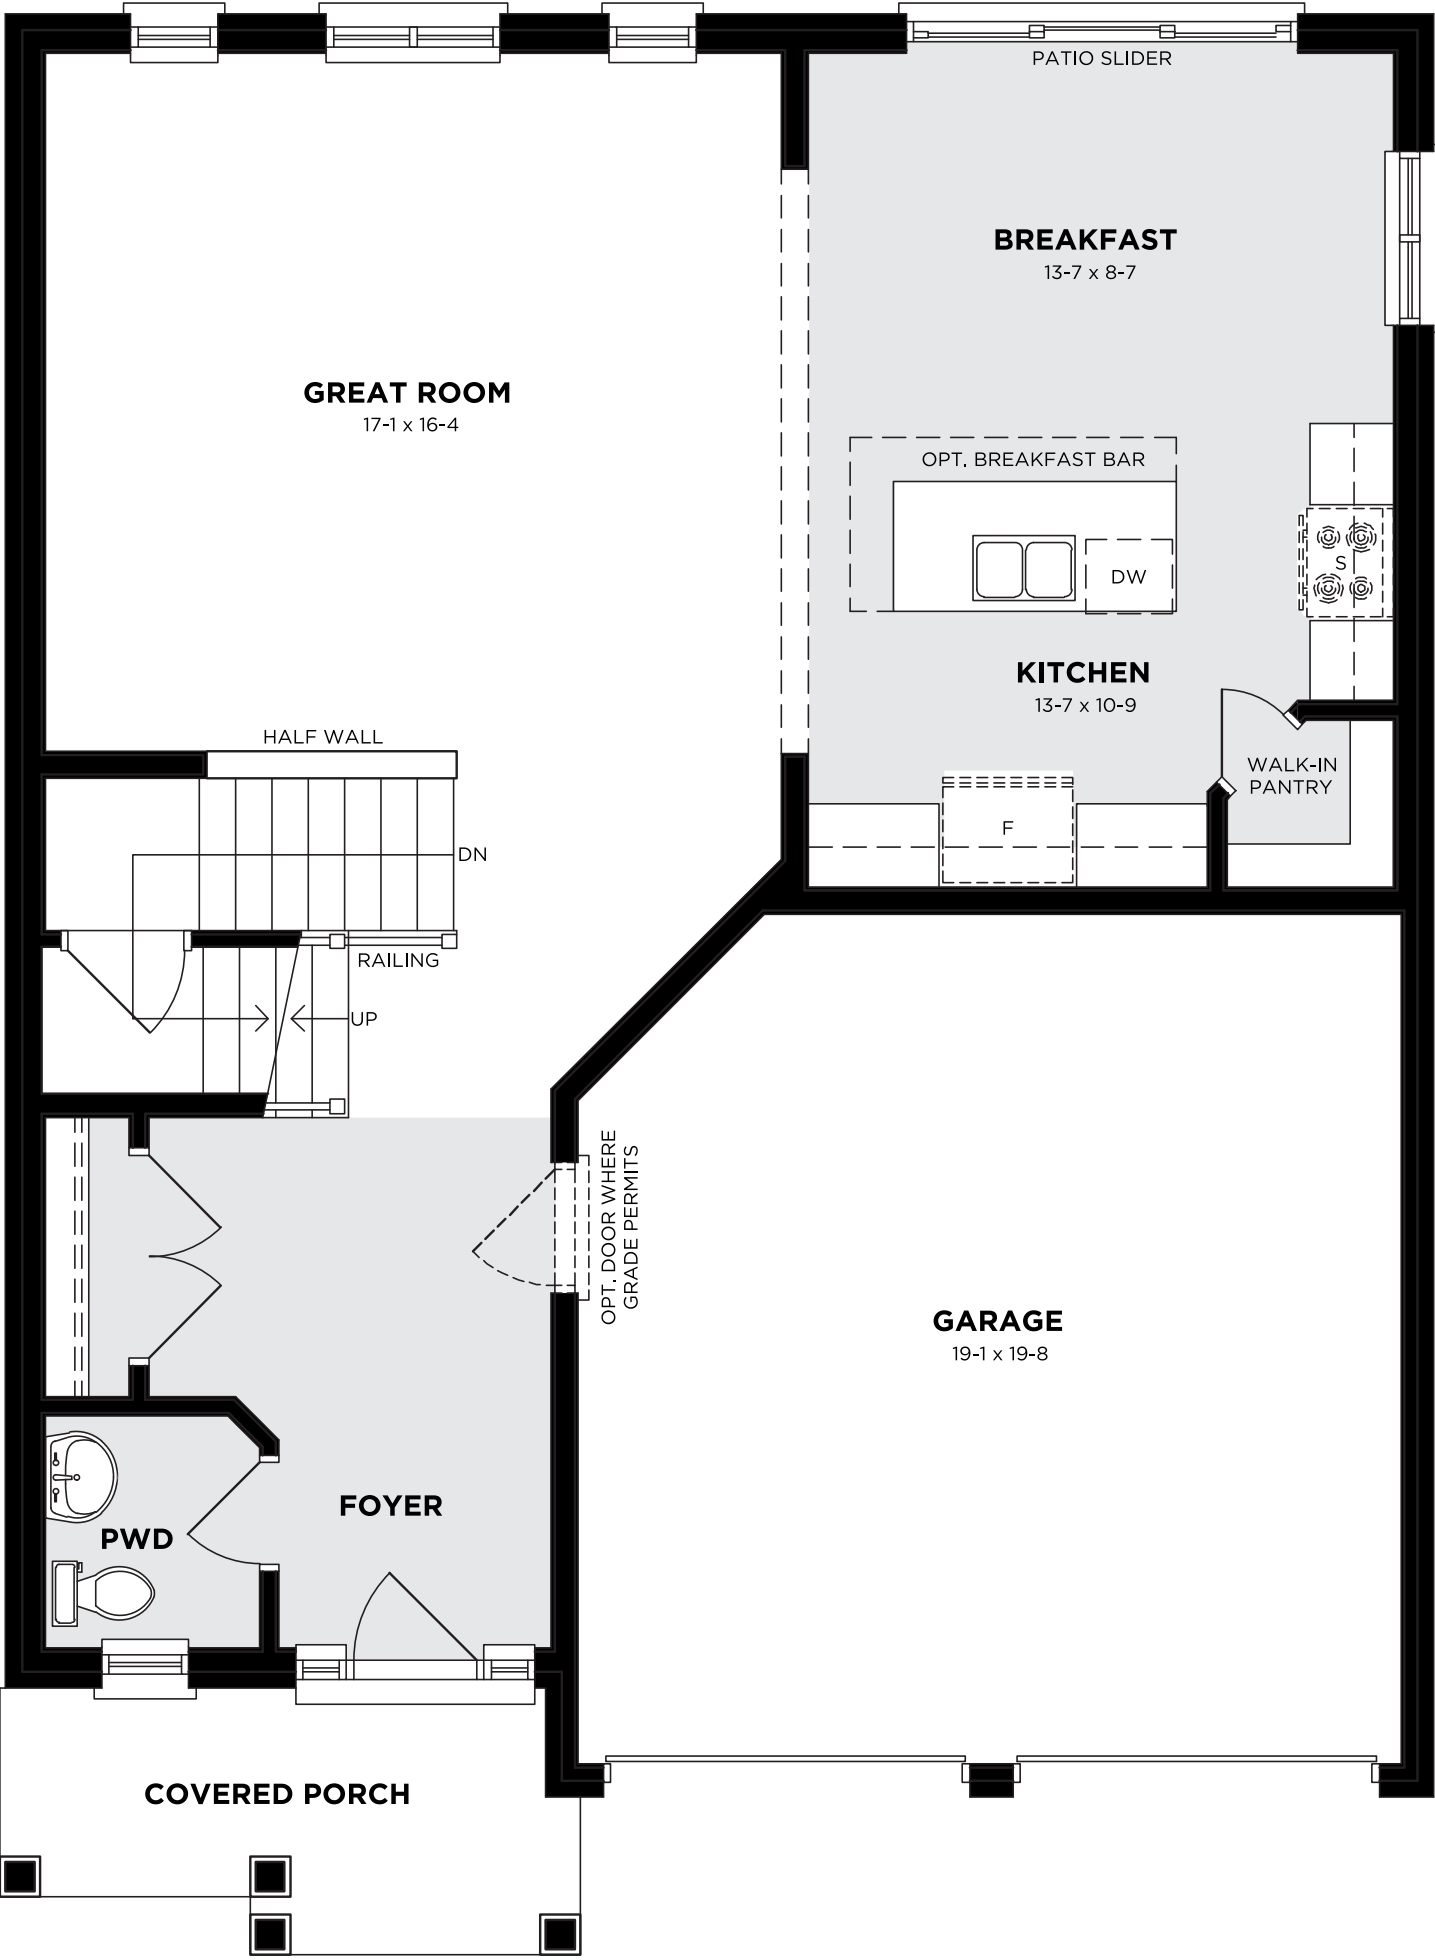 PATIO SLIDER
BREAKFAST
13-7 x 8-7
GREAT ROOM
17-1 x 16-4
OPT. BREAKFAST BAR
DW
S
KITCHEN
13-7 x 10-9
HALF WALL
WALK-IN
PANTRY
F
DN
RAILING
UP
OPT. DOOR WHERE
GRADE PERMITS
GARAGE
19-1 x 19-8
FOYER
PWD
COVERED PORCH